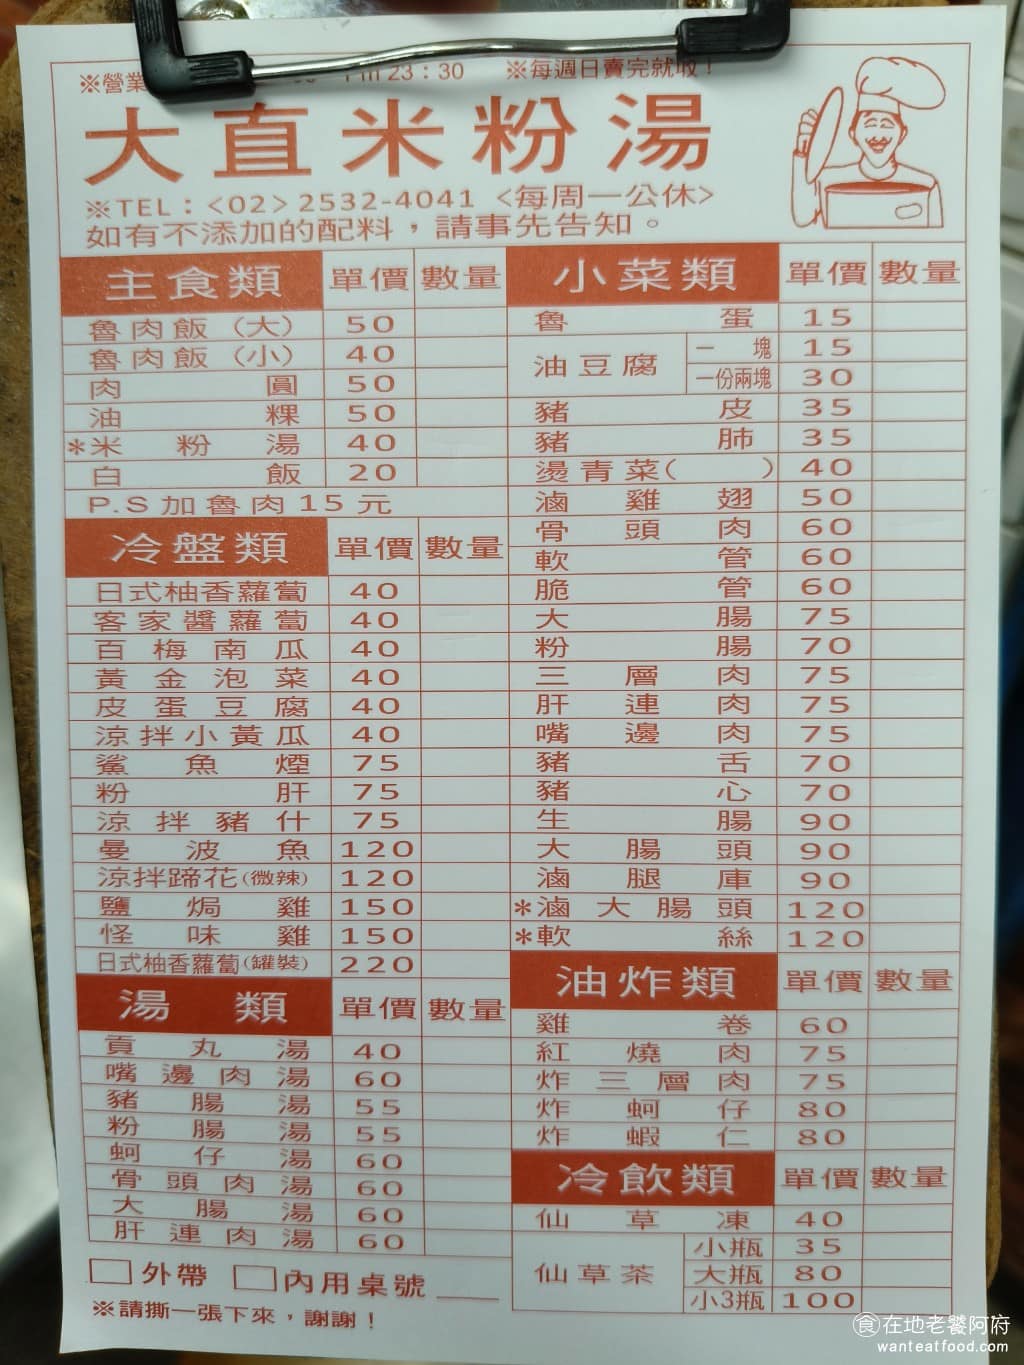 ※營業 Pm 23：30 ※每週日賣完就收！
大直米粉湯
※TEL：<02>2532-4041 <每周一公休>
如有不添加的配料，請事先告知。
主食類 單價 數量
魯肉飯（大） 50
魯肉飯（小） 40
肉圓 50
油粿 50
*米粉湯 40
白飯 20
P.S加魯肉15元
冷盤類 單價 數量
日式柚香蘿蔔 40
客家醬蘿蔔 40
百梅南瓜 40
黃金泡菜 40
皮蛋豆腐 40
涼拌小黃瓜 40
鯊魚煙 75
粉肝 75
涼拌豬什 75
曼波魚 120
涼拌蹄花(微辣) 120
鹽焗雞 150
怪味雞 150
日式柚香蘿蔔(罐裝) 220
湯類 單價 數量
貢丸湯 40
嘴邊肉湯 60
豬腸湯 55
粉腸湯 55
蚵仔湯 60
骨頭肉湯 60
大腸湯 60
肝連肉湯 60
□外帶 □內用桌號____
※請撕一張下來，謝謝！
小菜類 單價 數量
魯蛋 15
油豆腐 一塊 15
一份兩塊 30
豬皮 35
豬肺 35
燙青菜( ) 40
滷雞翅 50
骨頭肉 60
軟管 60
脆管 60
大腸 75
粉腸 70
三層肉 75
肝連肉 75
嘴邊肉 75
豬舌 70
豬心 70
生腸 90
大腸頭 90
滷腿庫 90
*滷大腸頭 120
*軟絲 120
油炸類 單價 數量
雞卷 60
紅燒肉 75
炸三層肉 75
炸蚵仔 80
炸蝦仁 80
冷飲類 單價 數量
仙草凍 40
仙草茶 小瓶 35
大瓶 80
小3瓶 100
食在地老饕阿府
wanteatfood.com